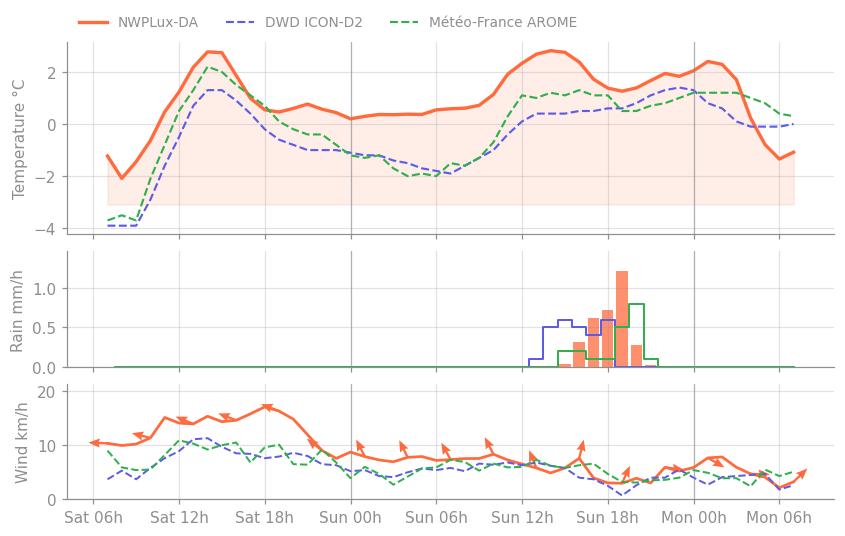 NWPLux-DA DWD ICON-D2 Météo-France AROME
Temperature °C
2
0
−2
−4
Rain mm/h
1.0
0.5
0.0
Wind km/h
20
10
0
Sat 06h Sat 12h Sat 18h Sun 00h Sun 06h Sun 12h Sun 18h Mon 00h Mon 06h